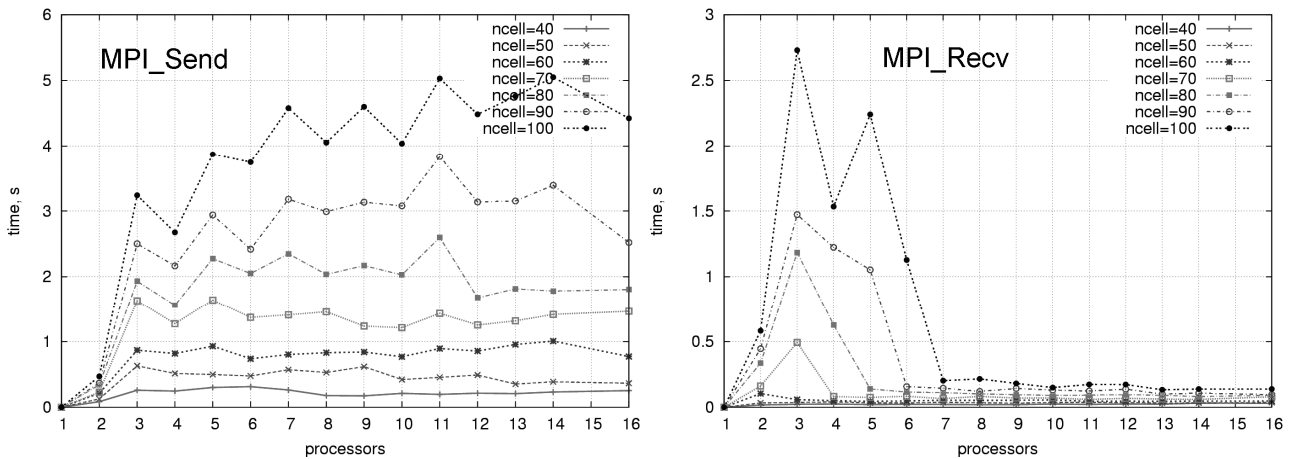 MPI_Send
time, s
6
5
4
3
2
1
0
ncell=40
ncell=50
ncell=60
ncell=70
ncell=80
ncell=90
ncell=100
1 2 3 4 5 6 7 8 9 10 11 12 13 14 15 16
processors
MPI_Recv
time, s
3
2.5
2
1.5
1
0.5
0
ncell=40
ncell=50
ncell=60
ncell=70
ncell=80
ncell=90
ncell=100
1 2 3 4 5 6 7 8 9 10 11 12 13 14 15 16
processors